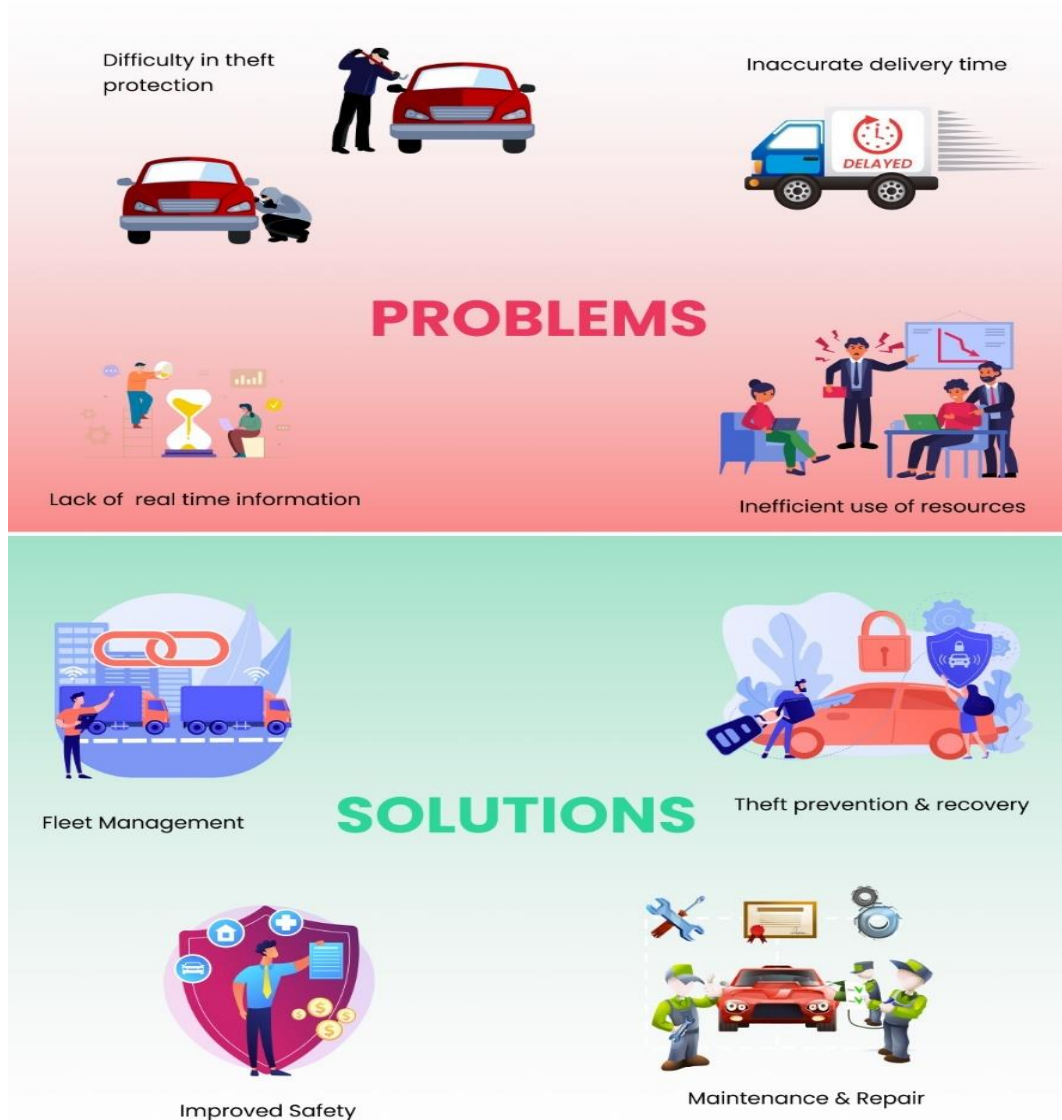 Difficulty in theft
protection
Inaccurate delivery time
DELAYED
PROBLEMS
Lack of real time information
Inefficient use of resources
Fleet Management
SOLUTIONS
Theft prevention & recovery
Improved Safety
Maintenance & Repair